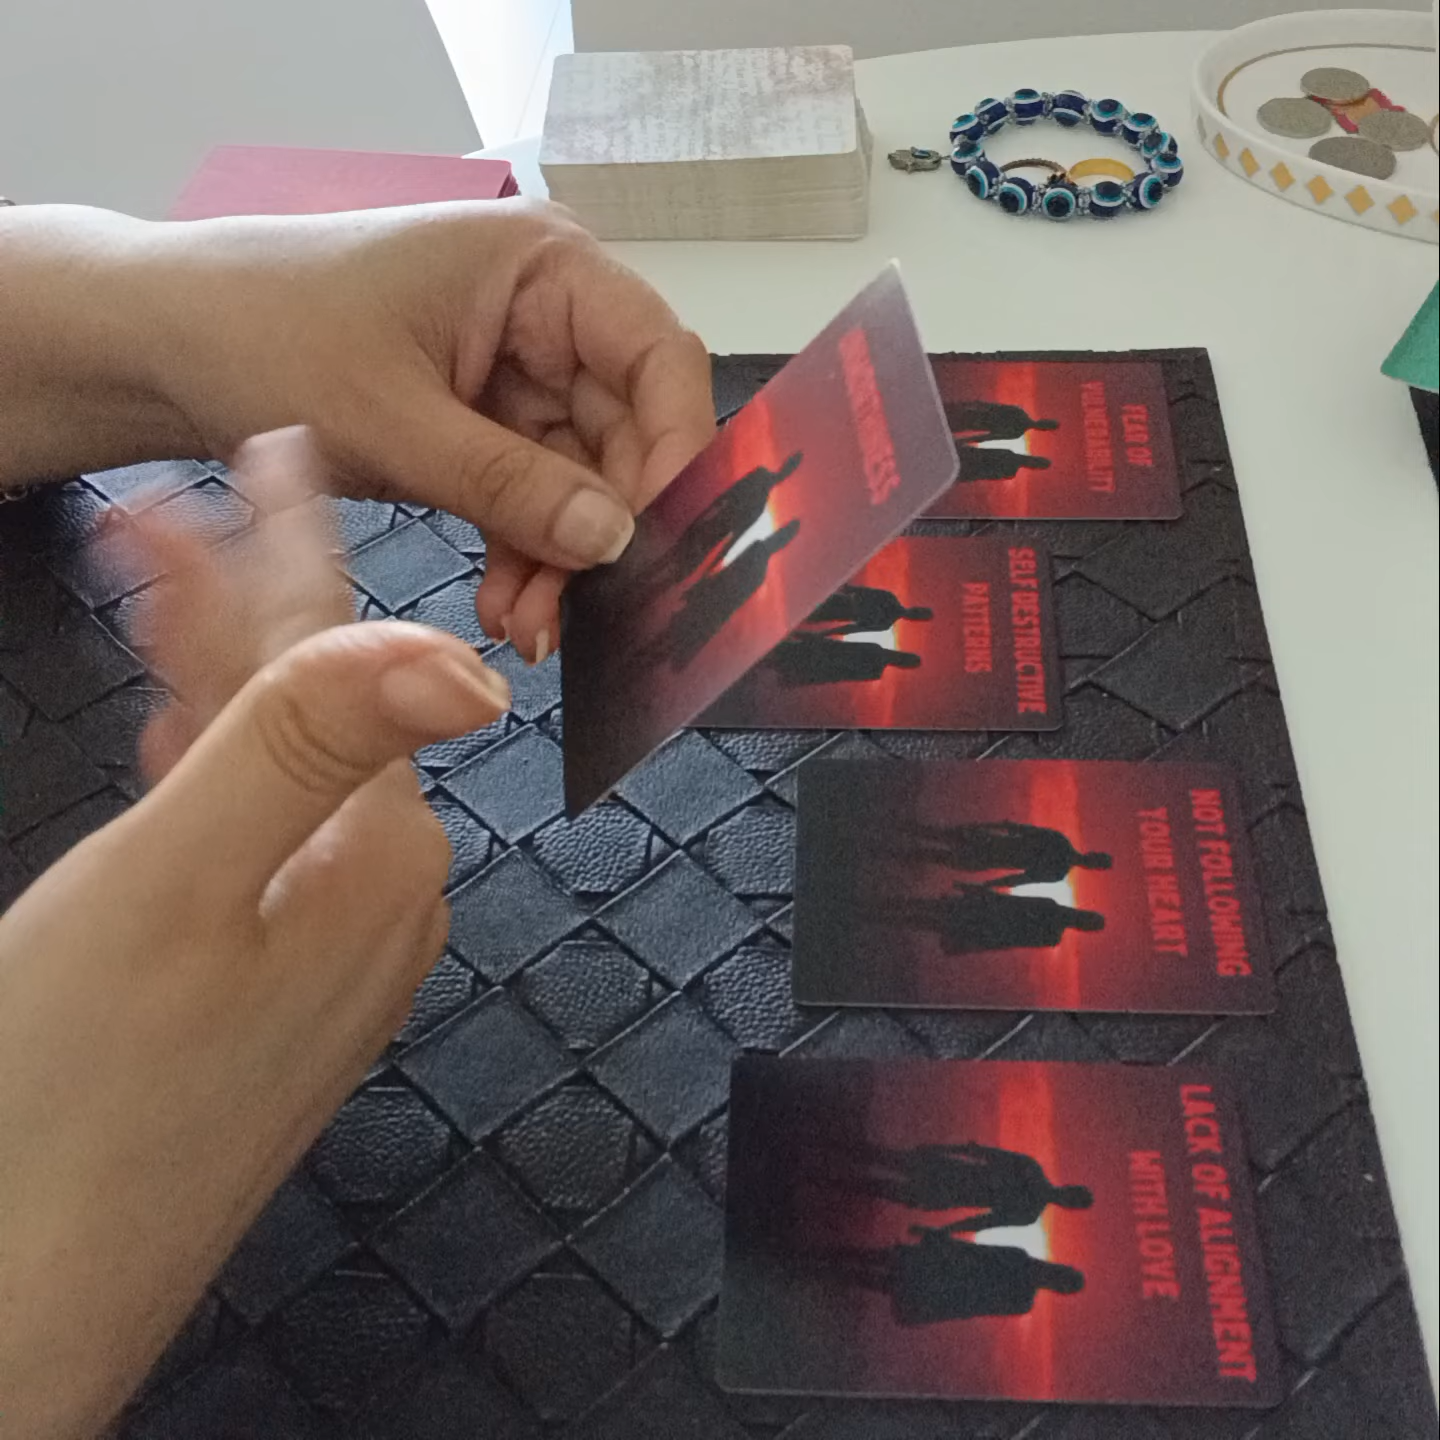 FEAR OF
VULNERABILITY
SELF DESTRUCTIVE
PATTERNS
NOT FOLLOWING
YOUR HEART
LACK OF ALIGNMENT
WITH LOVE